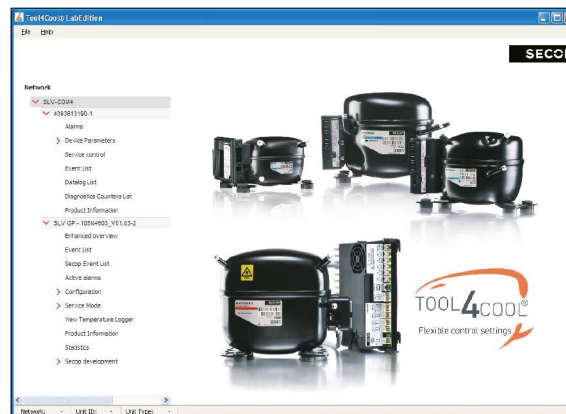 Tool4Cool® LabEdition
File Help
SECOP
Network
SLV-COM4
4093613190-1
Alarms
Device Parameters
Service control
Event List
Datalog List
Diagnostics Counters List
Product Information
SLV GP - 105N4600_V01.03-2
Enhanced overview
Event List
Secop Event List
Active alarms
Configuration
Service Mode
View Temperature Logger
Product Information
Statistics
Secop development
TOOL4COOL®
Flexible control settings
Network: - Unit ID: - Unit Type: -